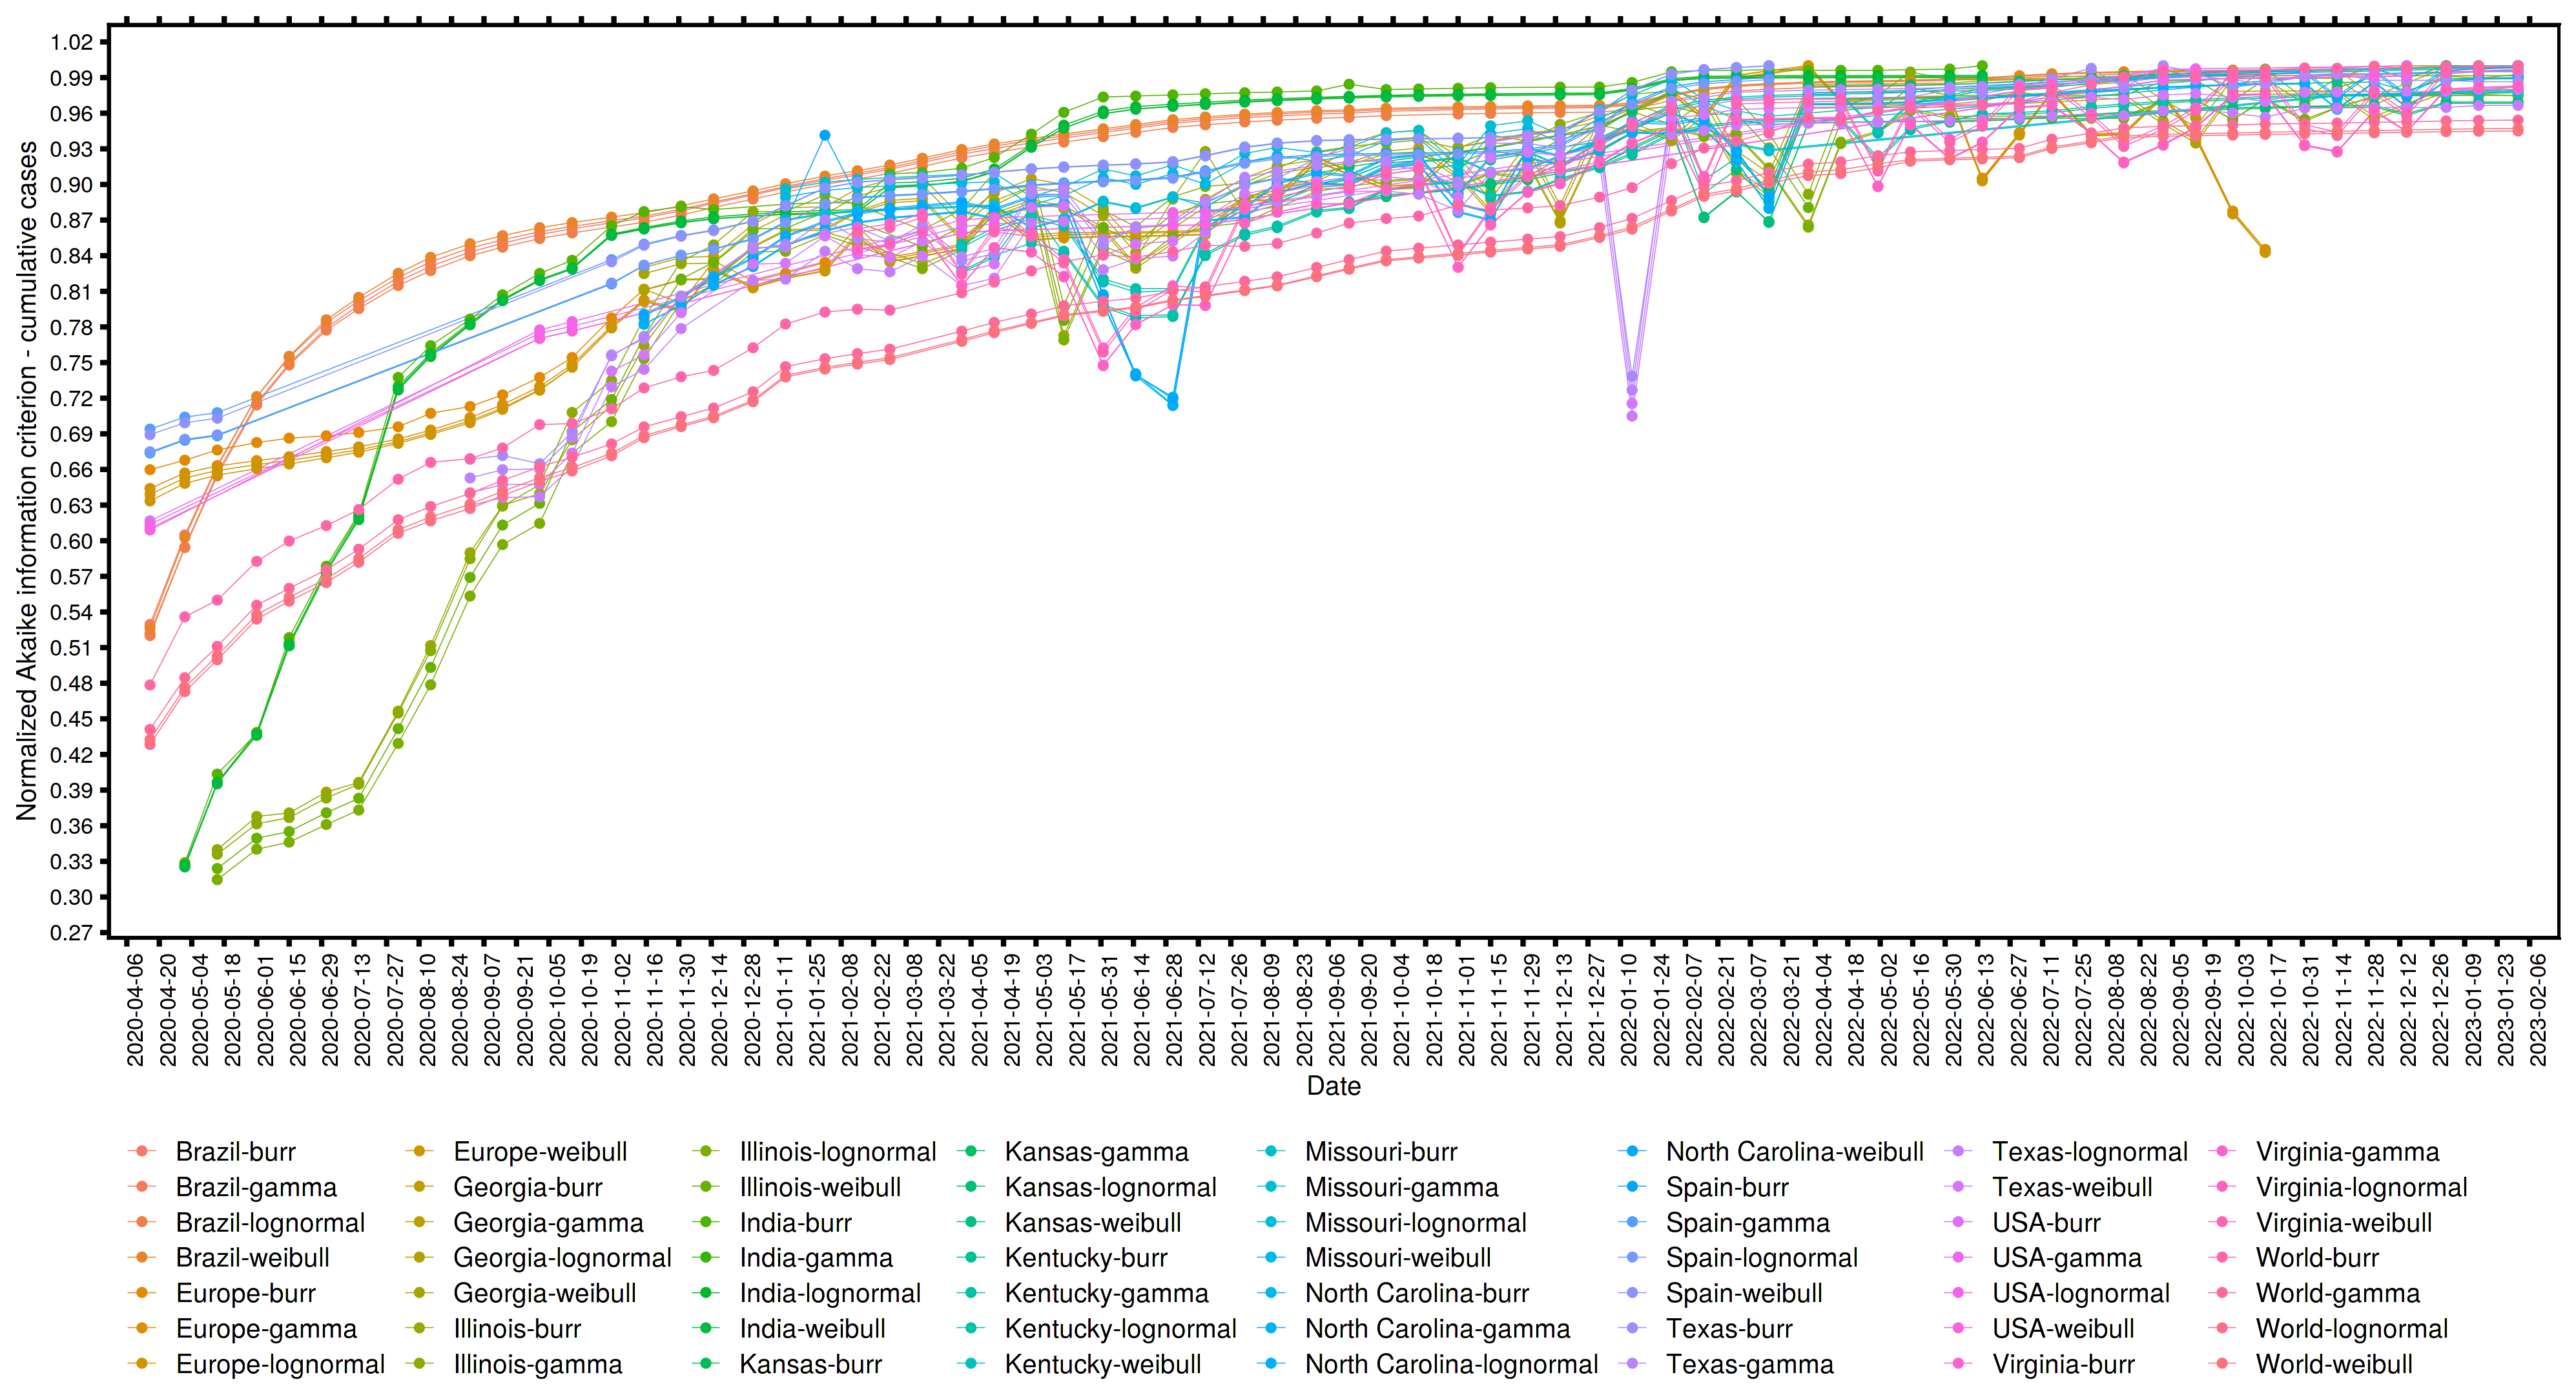 Normalized Akaike information criterion - cumulative cases
1.02
0.99
0.96
0.93
0.90
0.87
0.84
0.81
0.78
0.75
0.72
0.69
0.66
0.63
0.60
0.57
0.54
0.51
0.48
0.45
0.42
0.39
0.36
0.33
0.30
0.27
2020-04-06
2020-04-20
2020-05-04
2020-05-18
2020-06-01
2020-06-15
2020-06-29
2020-07-13
2020-07-27
2020-08-10
2020-08-24
2020-09-07
2020-09-21
2020-10-05
2020-10-19
2020-11-02
2020-11-16
2020-11-30
2020-12-14
2020-12-28
2021-01-11
2021-01-25
2021-02-08
2021-02-22
2021-03-08
2021-03-22
2021-04-05
2021-04-19
2021-05-03
2021-05-17
2021-05-31
2021-06-14
2021-06-28
2021-07-12
2021-07-26
2021-08-09
2021-08-23
2021-09-06
2021-09-20
2021-10-04
2021-10-18
2021-11-01
2021-11-15
2021-11-29
2021-12-13
2021-12-27
2022-01-10
2022-01-24
2022-02-07
2022-02-21
2022-03-07
2022-03-21
2022-04-04
2022-04-18
2022-05-02
2022-05-16
2022-05-30
2022-06-13
2022-06-27
2022-07-11
2022-07-25
2022-08-08
2022-08-22
2022-09-05
2022-09-19
2022-10-03
2022-10-17
2022-10-31
2022-11-14
2022-11-28
2022-12-12
2022-12-26
2023-01-09
2023-01-23
2023-02-06
Date
Brazil-burr
Brazil-gamma
Brazil-lognormal
Brazil-weibull
Europe-burr
Europe-gamma
Europe-lognormal
Europe-weibull
Georgia-burr
Georgia-gamma
Georgia-lognormal
Georgia-weibull
Illinois-burr
Illinois-gamma
Illinois-lognormal
Illinois-weibull
India-burr
India-gamma
India-lognormal
India-weibull
Kansas-burr
Kansas-gamma
Kansas-lognormal
Kansas-weibull
Kentucky-burr
Kentucky-gamma
Kentucky-lognormal
Kentucky-weibull
Missouri-burr
Missouri-gamma
Missouri-lognormal
Missouri-weibull
North Carolina-burr
North Carolina-gamma
North Carolina-lognormal
North Carolina-weibull
Spain-burr
Spain-gamma
Spain-lognormal
Spain-weibull
Texas-burr
Texas-gamma
Texas-lognormal
Texas-weibull
USA-burr
USA-gamma
USA-lognormal
USA-weibull
Virginia-burr
Virginia-gamma
Virginia-lognormal
Virginia-weibull
World-burr
World-gamma
World-lognormal
World-weibull